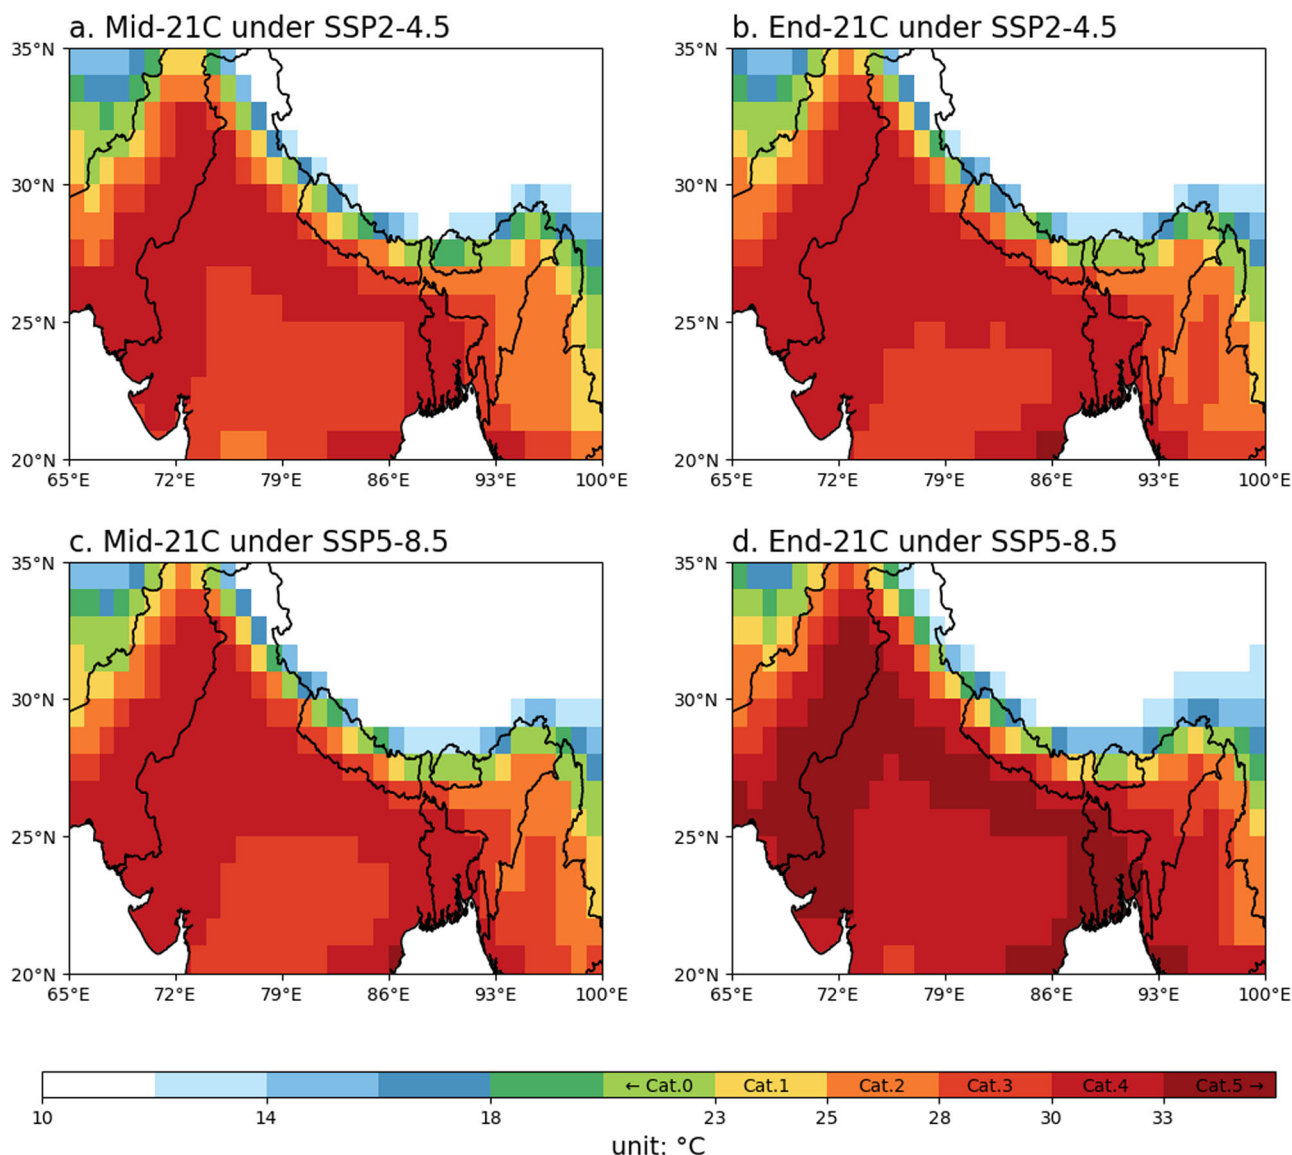 a. Mid-21C under SSP2-4.5
b. End-21C under SSP2-4.5
35°N
30°N
25°N
20°N
65°E 72°E 79°E 86°E 93°E 100°E
35°N
30°N
25°N
20°N
65°E 72°E 79°E 86°E 93°E 100°E
c. Mid-21C under SSP5-8.5
d. End-21C under SSP5-8.5
35°N
30°N
25°N
20°N
65°E 72°E 79°E 86°E 93°E 100°E
35°N
30°N
25°N
20°N
65°E 72°E 79°E 86°E 93°E 100°E
← Cat.0 Cat.1 Cat.2 Cat.3 Cat.4 Cat.5 →
10 14 18 23 25 28 30 33
unit: °C